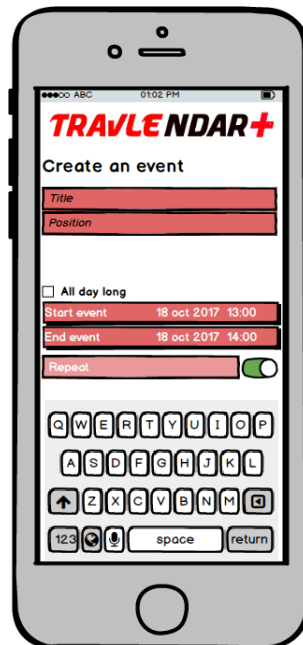 ABC 01:02 PM
TRAVLENDAR+
Create an event
Title
Position
All day long
Start event 18 oct 2017 13:00
End event 18 oct 2017 14:00
Repeat
Q W E R T Y U I O P
A S D F G H J K L
Z X C V B N M
123 space return